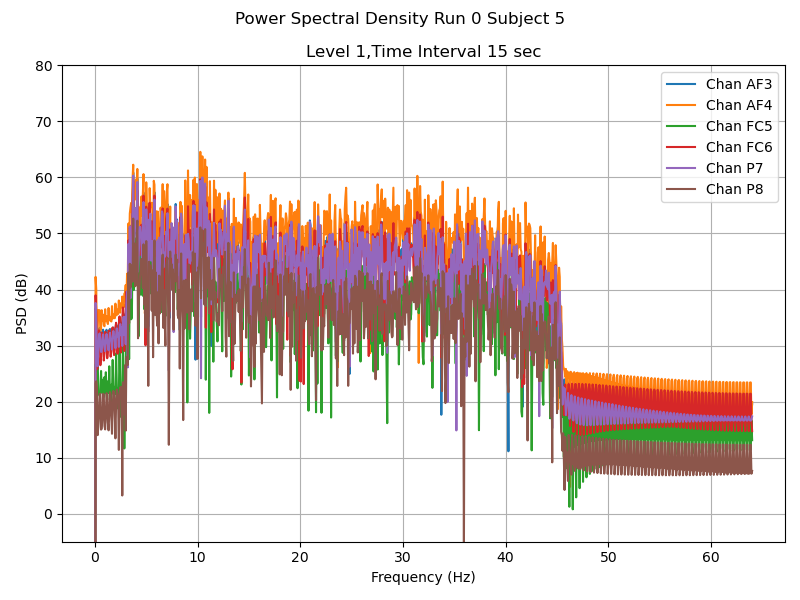 Power Spectral Density Run 0 Subject 5
Level 1,Time Interval 15 sec
80
70
60
50
40
30
20
10
0
PSD (dB)
Chan AF3
Chan AF4
Chan FC5
Chan FC6
Chan P7
Chan P8
0 10 20 30 40 50 60
Frequency (Hz)